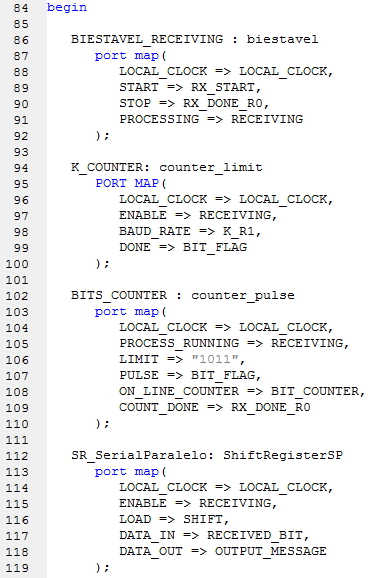 84 begin
85
86 BIESTAVEL_RECEIVING : biestavel
87 port map(
88 LOCAL_CLOCK => LOCAL_CLOCK,
89 START => RX_START,
90 STOP => RX_DONE_R0,
91 PROCESSING => RECEIVING
92 );
93
94 K_COUNTER: counter_limit
95 PORT MAP(
96 LOCAL_CLOCK => LOCAL_CLOCK,
97 ENABLE => RECEIVING,
98 BAUD_RATE => K_R1,
99 DONE => BIT_FLAG
100 );
101
102 BITS_COUNTER : counter_pulse
103 port map(
104 LOCAL_CLOCK => LOCAL_CLOCK,
105 PROCESS_RUNNING => RECEIVING,
106 LIMIT => "1011",
107 PULSE => BIT_FLAG,
108 ON_LINE_COUNTER => BIT_COUNTER,
109 COUNT_DONE => RX_DONE_R0
110 );
111
112 SR_SerialParalelo: ShiftRegisterSP
113 port map(
114 LOCAL_CLOCK => LOCAL_CLOCK,
115 ENABLE => RECEIVING,
116 LOAD => SHIFT,
117 DATA_IN => RECEIVED_BIT,
118 DATA_OUT => OUTPUT_MESSAGE
119 );